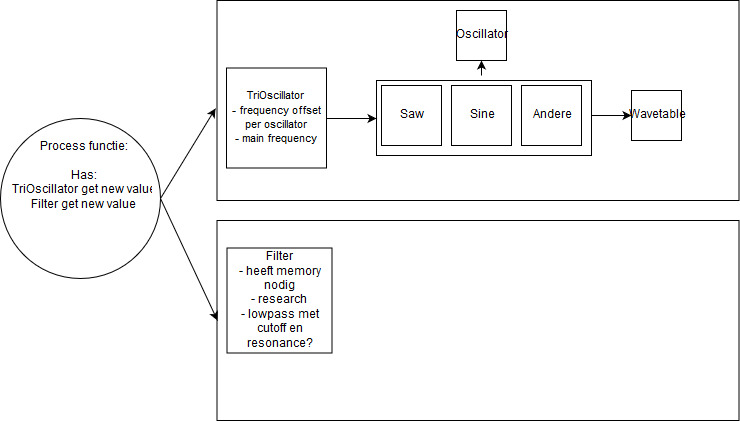 Process functie:
Has:
TriOscillator get new value
Filter get new value
TriOscillator
- frequency offset
per oscillator
- main frequency
Oscillator
Saw
Sine
Andere
Wavetable
Filter
- heeft memory
nodig
- research
- lowpass met
cutoff en
resonance?